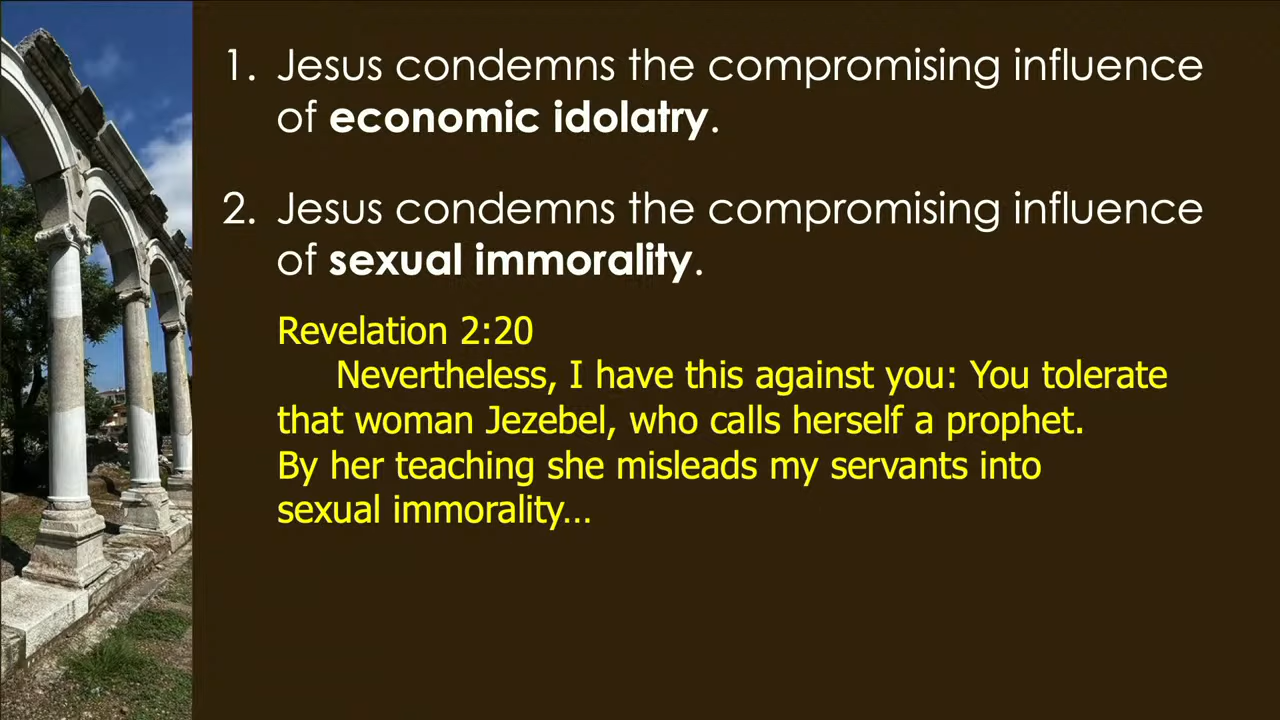 1. Jesus condemns the compromising influence
of economic idolatry.
2. Jesus condemns the compromising influence
of sexual immorality.
Revelation 2:20
Nevertheless, I have this against you: You tolerate
that woman Jezebel, who calls herself a prophet.
By her teaching she misleads my servants into
sexual immorality...